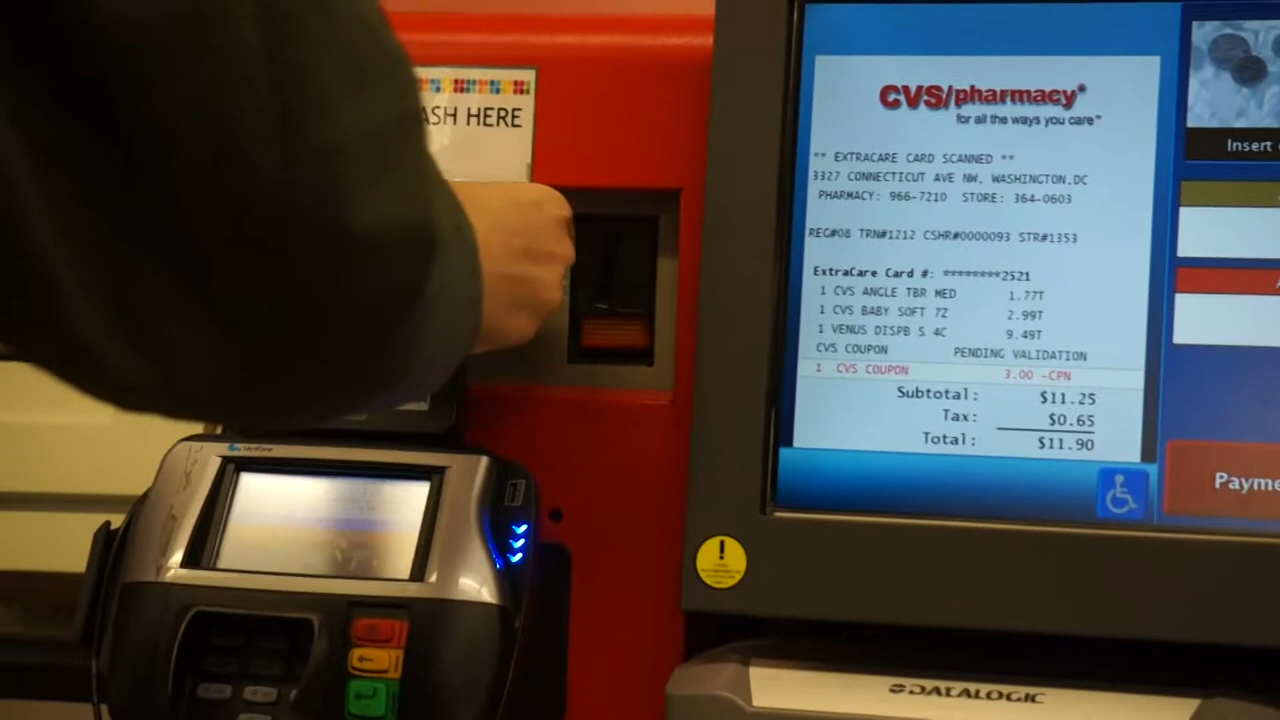 ASH HERE
CVS/pharmacy®
for all the ways you care™
** EXTRACARE CARD SCANNED **
3327 CONNECTICUT AVE NW, WASHINGTON,DC
PHARMACY: 966-7210 STORE: 364-0603
REG#08 TRN#1212 CSHR#0000093 STR#1353
ExtraCare Card #: ********2521
1 CVS ANGLE TBR MED 1.77T
1 CVS BABY SOFT 7Z 2.99T
1 VENUS DISPB S 4C 9.49T
CVS COUPON PENDING VALIDATION
1 CVS COUPON 3.00 -CPN
Subtotal: $11.25
Tax: $0.65
Total: $11.90
Insert
Payme
VeriFone
DATALOGIC